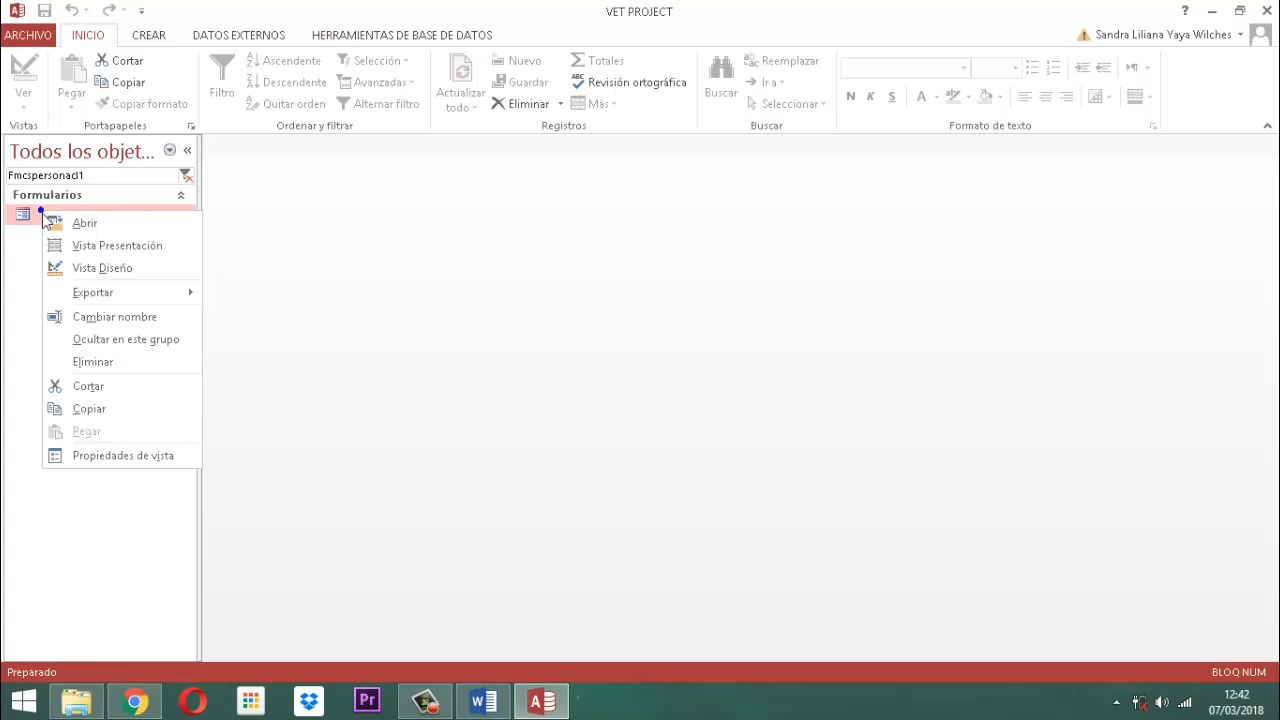 VET PROJECT
?
ARCHIVO INICIO CREAR DATOS EXTERNOS HERRAMIENTAS DE BASE DE DATOS Sandra Liliana Yaya Wilches
Ver
Vistas
Pegar
Cortar
Copiar
Copiar formato
Portapapeles
Filtro
Ascendente
Descendente
Quitar orden
Selección
Avanzadas
Alternar filtro
Ordenar y filtrar
Actualizar todo
Nuevo
Guardar
Eliminar
Totales
ABC Revisión ortográfica
Más
Registros
Buscar
Reemplazar
Ir a
Seleccionar
Buscar
N K S A
Formato de texto
Todos los objet...
Fmcspersonacl1
Formularios
Abrir
Vista Presentación
Vista Diseño
Exportar
Cambiar nombre
Ocultar en este grupo
Eliminar
Cortar
Copiar
Pegar
Propiedades de vista
Preparado
BLOQ NUM
Pr
12:42
07/03/2018